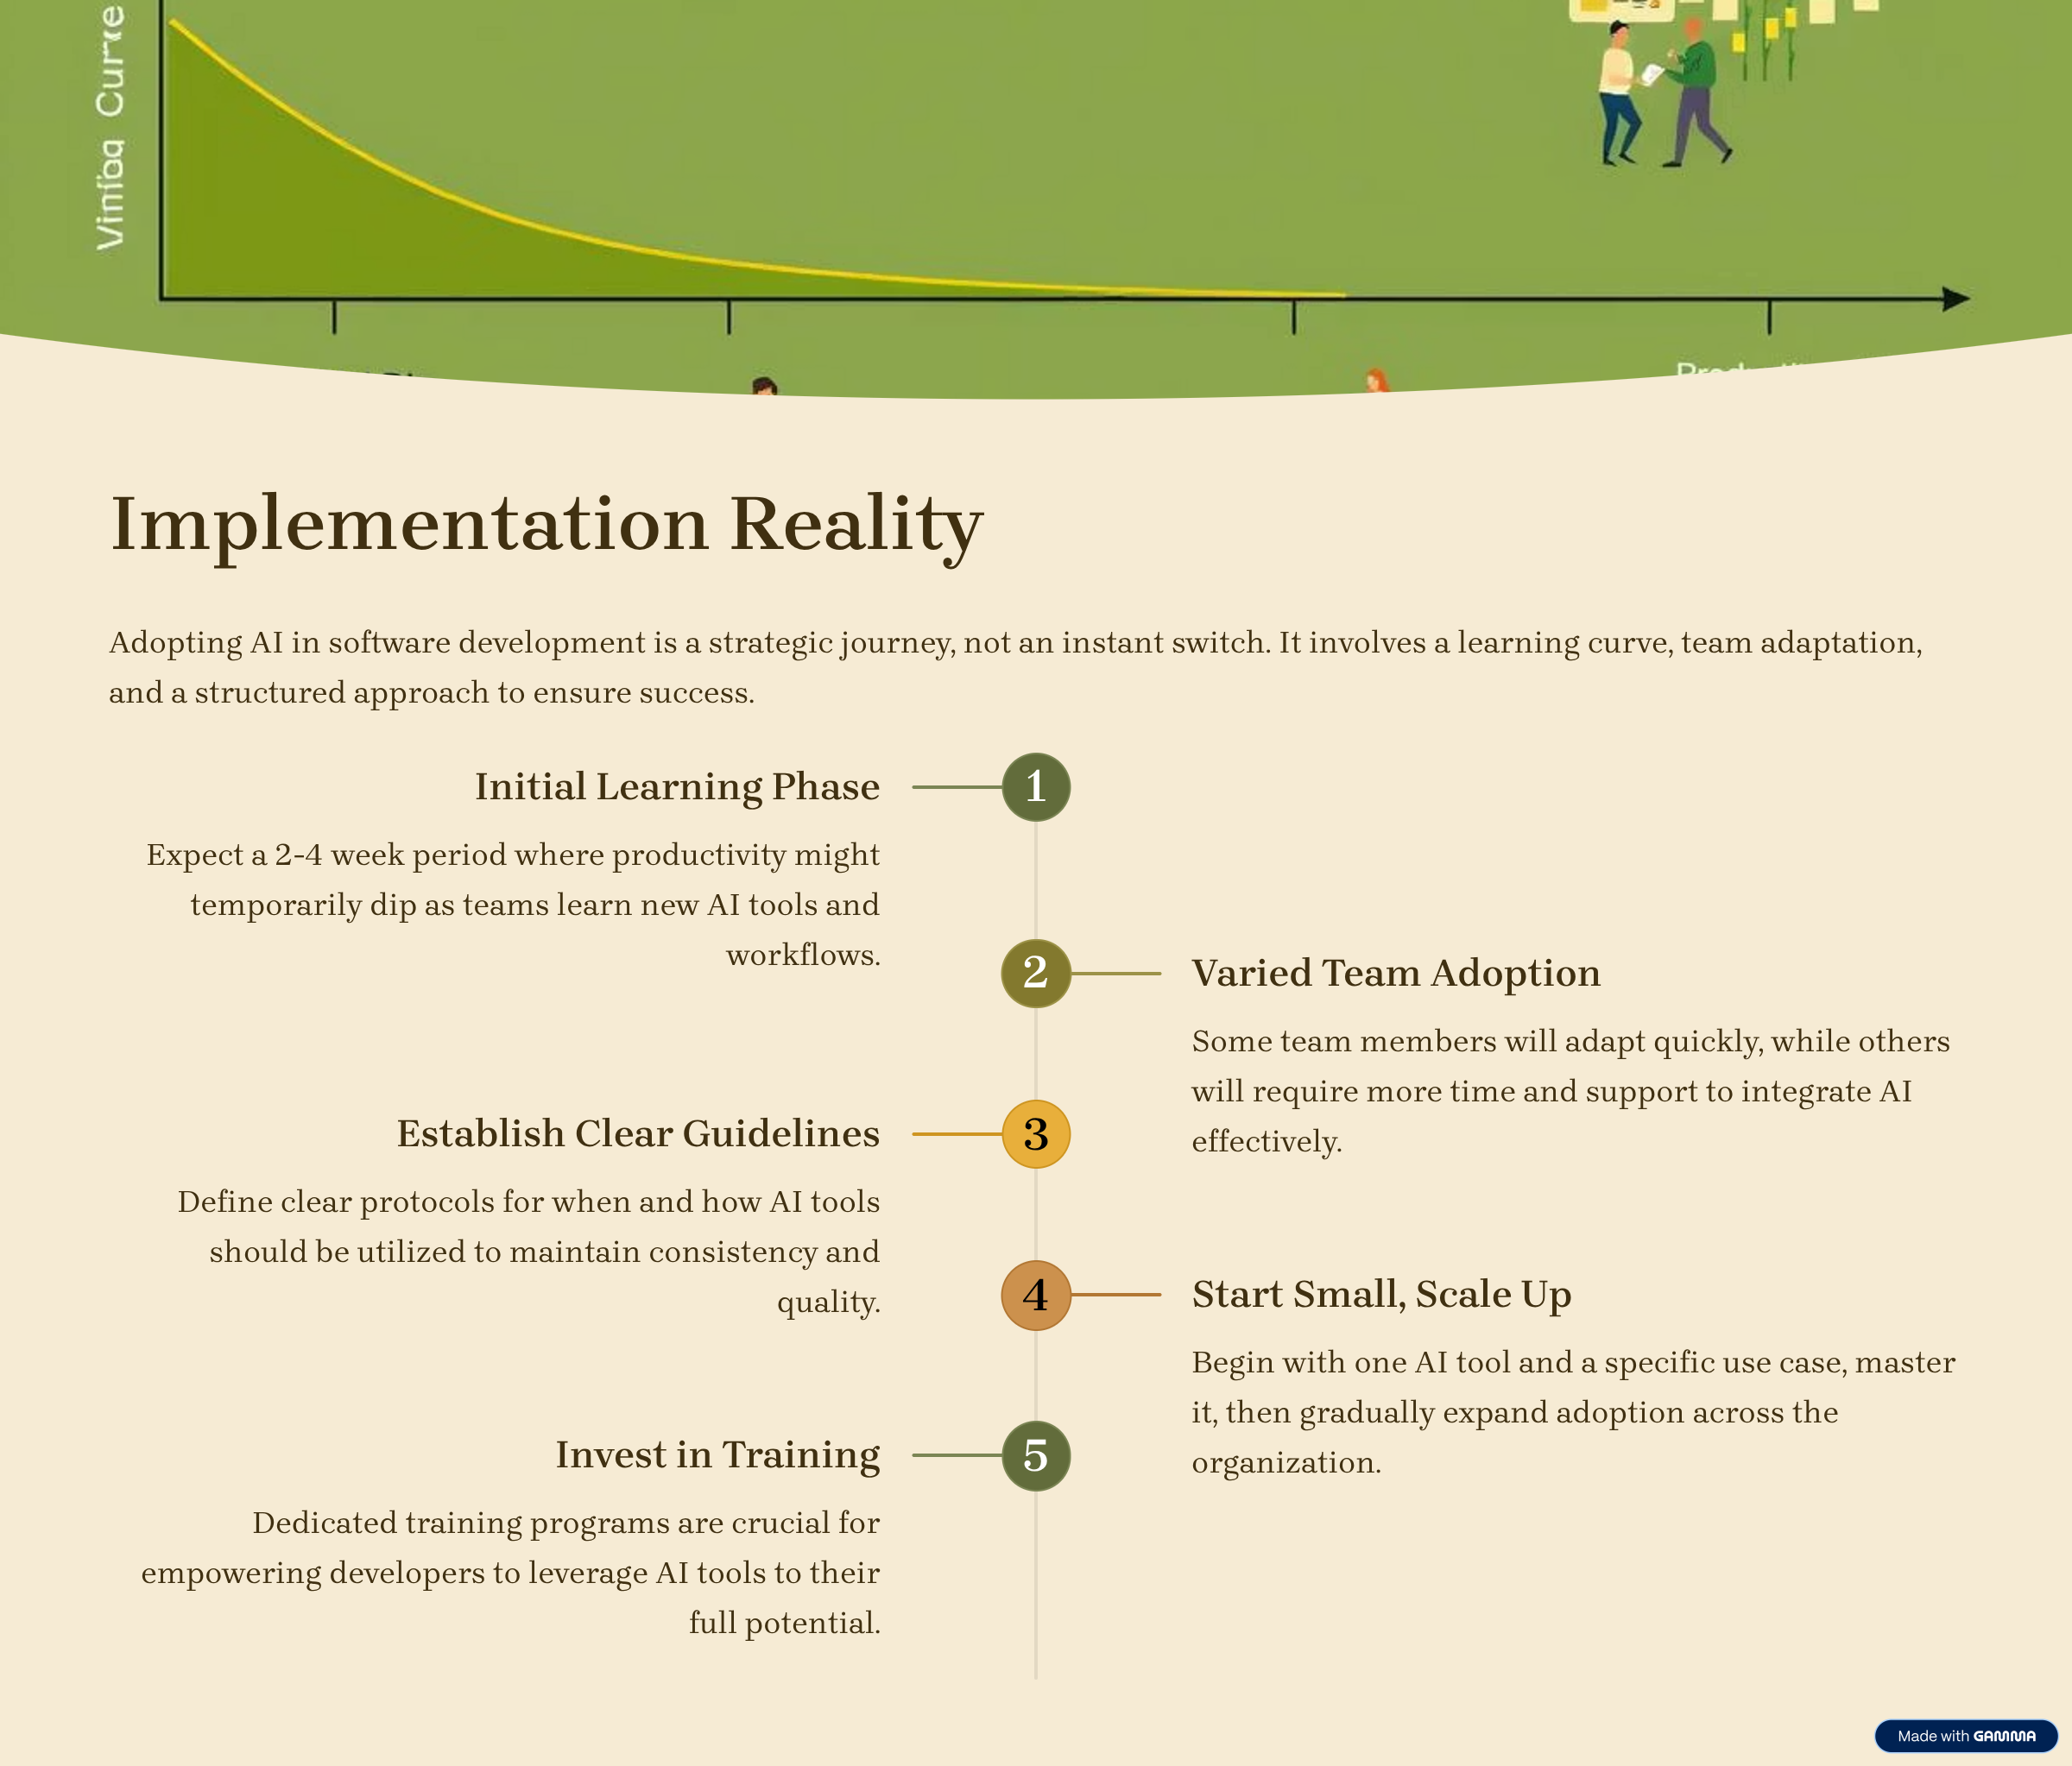 Curve
Implementation Reality
Adopting AI in software development is a strategic journey, not an instant switch. It involves a learning curve, team adaptation,
and a structured approach to ensure success.
1
Initial Learning Phase
Expect a 2-4 week period where productivity might
temporarily dip as teams learn new AI tools and
workflows.
2
Varied Team Adoption
Some team members will adapt quickly, while others
will require more time and support to integrate AI
effectively.
3
Establish Clear Guidelines
Define clear protocols for when and how AI tools
should be utilized to maintain consistency and
quality.
4
Start Small, Scale Up
Begin with one AI tool and a specific use case, master
it, then gradually expand adoption across the
organization.
5
Invest in Training
Dedicated training programs are crucial for
empowering developers to leverage AI tools to their
full potential.
Made with GAMMA